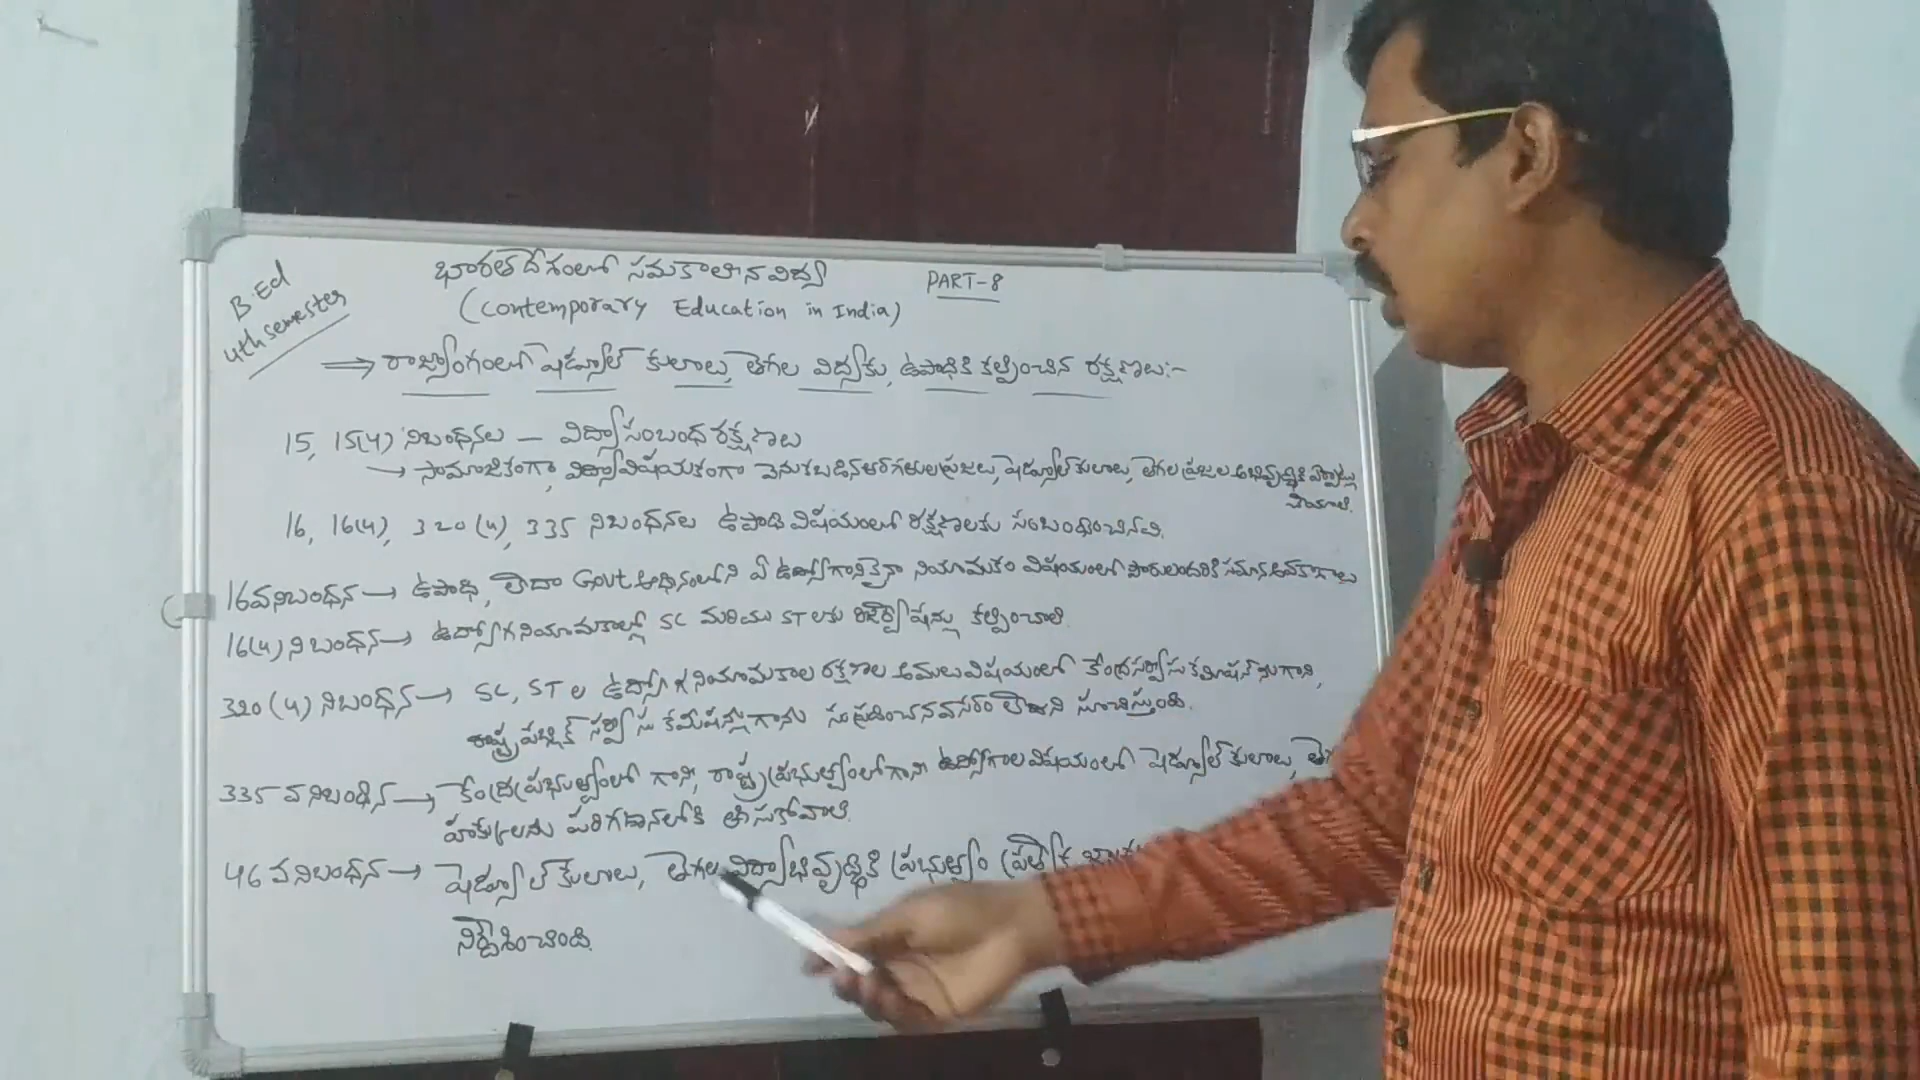 B.Ed
4th semester
భారతదేశంలో సమకాలీన విద్య
PART-8
(Contemporary Education in India)
⇒ రాజ్యాంగంలో షెడ్యూల్ కులాలు, తెగల విద్యకు, ఉపాధికి కల్పించిన రక్షణలు:-
15, 15(4) నిబంధనలు – విద్యాసంబంధ రక్షణలు
→ సామాజికంగా, విద్యావిషయకంగా వెనుకబడిన తరగతుల ప్రజలు, షెడ్యూల్ కులాలు, తెగల ప్రజల అభివృద్ధికి ఏర్పాట్లు
చేయాలి.
16, 16(4), 320(4), 335 నిబంధనలు ఉపాధి విషయంలో రక్షణలకు సంబంధించినవి.
16వ నిబంధన → ఉపాధి, లేదా Govt ఆధీనంలోని ఏ ఉద్యోగానికైనా నియామకం విషయంలో పౌరులందరికి సమాన అవకాశాలు
16(4) నిబంధన → ఉద్యోగ నియామకాల్లో SC మరియు ST లకు రిజర్వేషన్లు కల్పించాలి.
320(4) నిబంధన → SC, ST ల ఉద్యోగ నియామకాల రక్షణల అమలు విషయంలో కేంద్ర సర్వీసు కమిషన్ ను గాని,
రాష్ట్ర పబ్లిక్ సర్వీసు కమీషన్లను గాను సంప్రదించనవసరం లేదని సూచిస్తుంది.
335 వ నిబంధన → కేంద్ర ప్రభుత్వంలో గాని, రాష్ట్ర ప్రభుత్వంలో గాని ఉద్యోగాల విషయంలో షెడ్యూల్ కులాలు,
హక్కులను పరిగణనలోకి తీసుకోవాలి.
46 వ నిబంధన → షెడ్యూల్ కులాలు, తెగల విద్యాభివృద్ధికి ప్రభుత్వం ప్రత్యేక
నిర్దేశించింది.